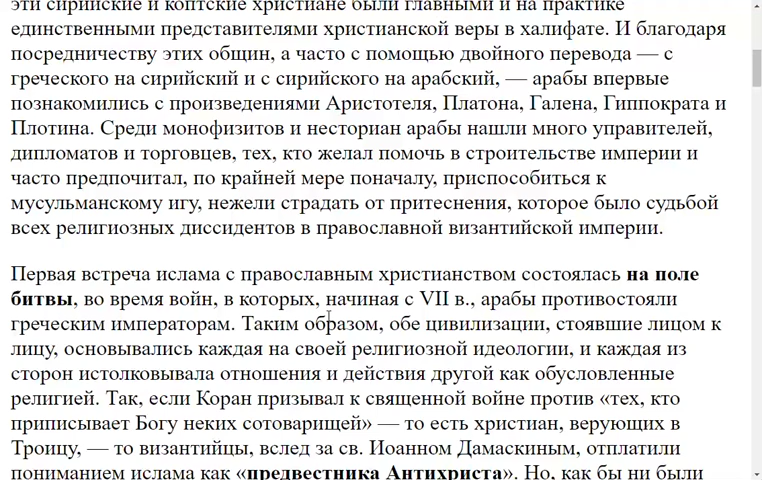 эти сирийские и коптские христиане были главными и на практике
единственными представителями христианской веры в халифате. И благодаря
посредничеству этих общин, а часто с помощью двойного перевода — с
греческого на сирийский и с сирийского на арабский, — арабы впервые
познакомились с произведениями Аристотеля, Платона, Галена, Гиппократа и
Плотина. Среди монофизитов и несториан арабы нашли много управителей,
дипломатов и торговцев, тех, кто желал помочь в строительстве империи и
часто предпочитал, по крайней мере поначалу, приспособиться к
мусульманскому игу, нежели страдать от притеснения, которое было судьбой
всех религиозных диссидентов в православной византийской империи.
Первая встреча ислама с православным христианством состоялась на поле
битвы, во время войн, в которых, начиная с VII в., арабы противостояли
греческим императорам. Таким образом, обе цивилизации, стоявшие лицом к
лицу, основывались каждая на своей религиозной идеологии, и каждая из
сторон истолковывала отношения и действия другой как обусловленные
религией. Так, если Коран призывал к священной войне против «тех, кто
приписывает Богу неких сотоварищей» — то есть христиан, верующих в
Троицу, — то византийцы, вслед за св. Иоанном Дамаскиным, отплатили
пониманием ислама как «предвестника Антихриста». Но, как бы ни были